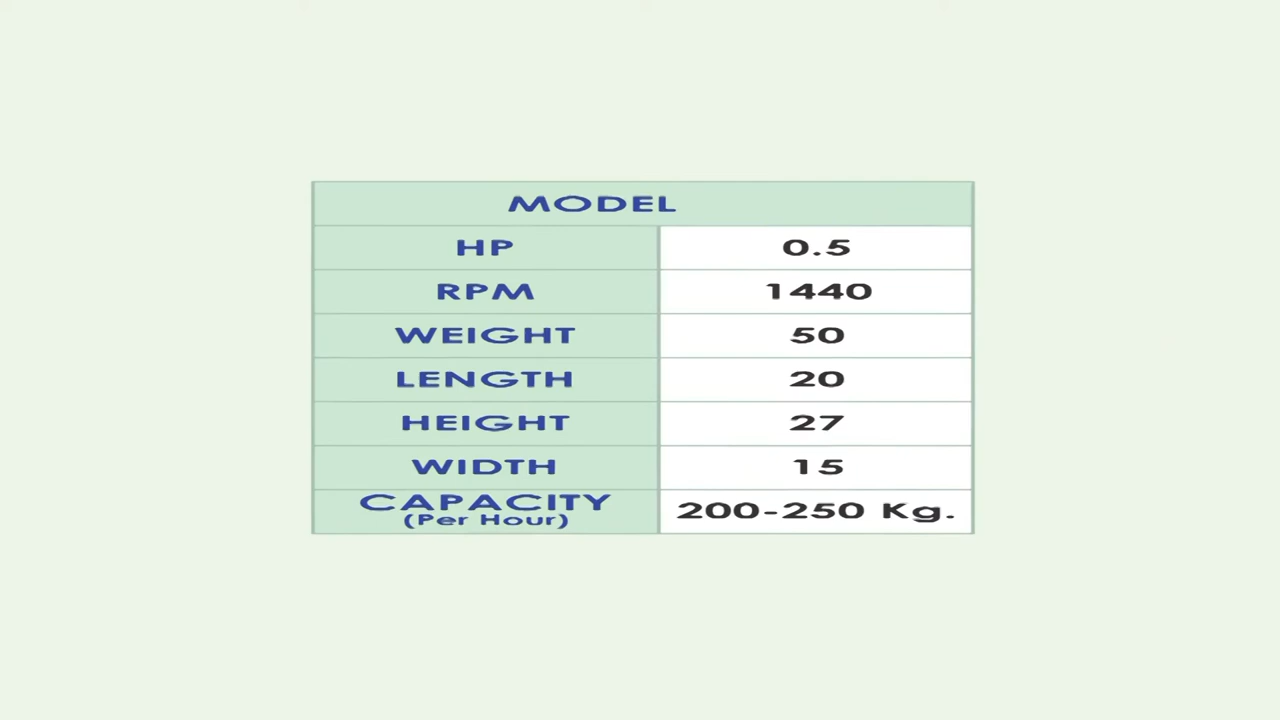 MODEL
HP 0.5
RPM 1440
WEIGHT 50
LENGTH 20
HEIGHT 27
WIDTH 15
CAPACITY
(Per Hour) 200-250 Kg.